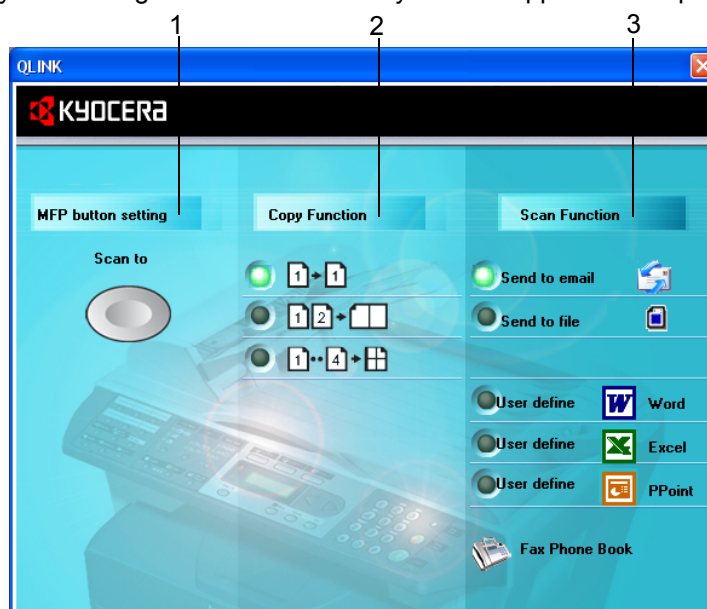 1 2 3
QLINK
KYOCERA
MFP button setting
Scan to
Copy Function
1 1
1 2
1 4
Scan Function
Send to email
Send to file
User define W Word
User define Excel
User define PPoint
Fax Phone Book